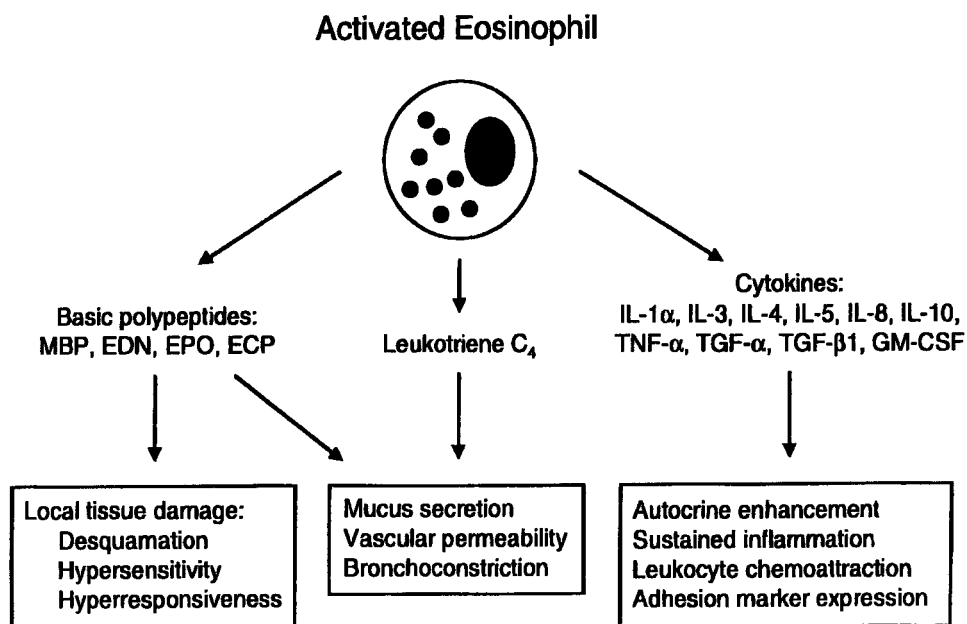 Activated Eosinophil
Basic polypeptides:
MBP, EDN, EPO, ECP
Leukotriene C₄
Cytokines:
IL-1α, IL-3, IL-4, IL-5, IL-8, IL-10,
TNF-α, TGF-α, TGF-β1, GM-CSF
Local tissue damage:
Desquamation
Hypersensitivity
Hyperresponsiveness
Mucus secretion
Vascular permeability
Bronchoconstriction
Autocrine enhancement
Sustained inflammation
Leukocyte chemoattraction
Adhesion marker expression